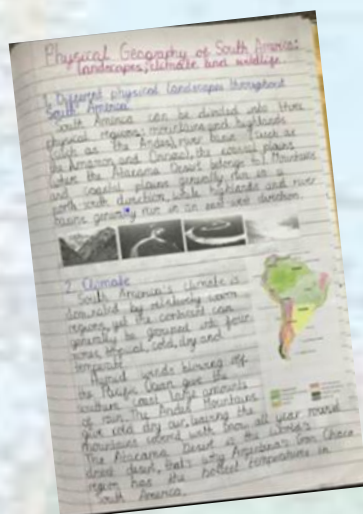 Physical Geography of South America:
landscapes, climate and wildlife.
1. Different physical landscapes throughout
South America
South America can be divided into three
physical regions: mountains and highlands
(such as the Andes), river basin (such as
the Amazon and Orinoco), the coastal plains
(where the Atacama Desert belongs to). Mountains
and coastal plains generally run in a
north-south direction, while highlands and river
basins generally run in an east-west direction.
2. Climate
South America's climate is
dominated by relatively warm
regions, yet the continent can
generally be grouped into four
zones: tropical, cold, dry and
temperate
Humid winds blowing off
the Pacific Ocean give the
southern coast large amounts
of rain. The Andes Mountains
give cold dry air, leaving the
mountains covered with snow all year round
The Atacama Desert is the world's
driest desert, that's why Argentina's Gran Chaco
region has the hottest temperature in
South America.